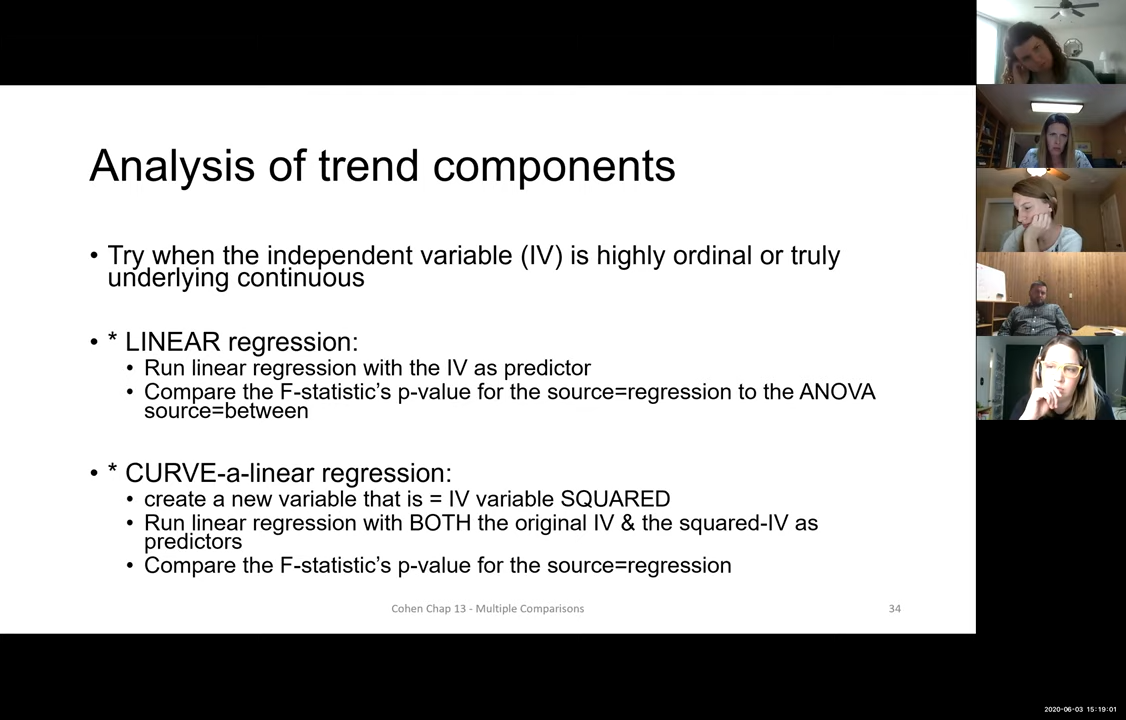 Analysis of trend components
• Try when the independent variable (IV) is highly ordinal or truly
underlying continuous
• * LINEAR regression:
• Run linear regression with the IV as predictor
• Compare the F-statistic’s p-value for the source=regression to the ANOVA
source=between
• * CURVE-a-linear regression:
• create a new variable that is = IV variable SQUARED
• Run linear regression with BOTH the original IV & the squared-IV as
predictors
• Compare the F-statistic’s p-value for the source=regression
Cohen Chap 13 - Multiple Comparisons
34
2020-06-03 15:19:01